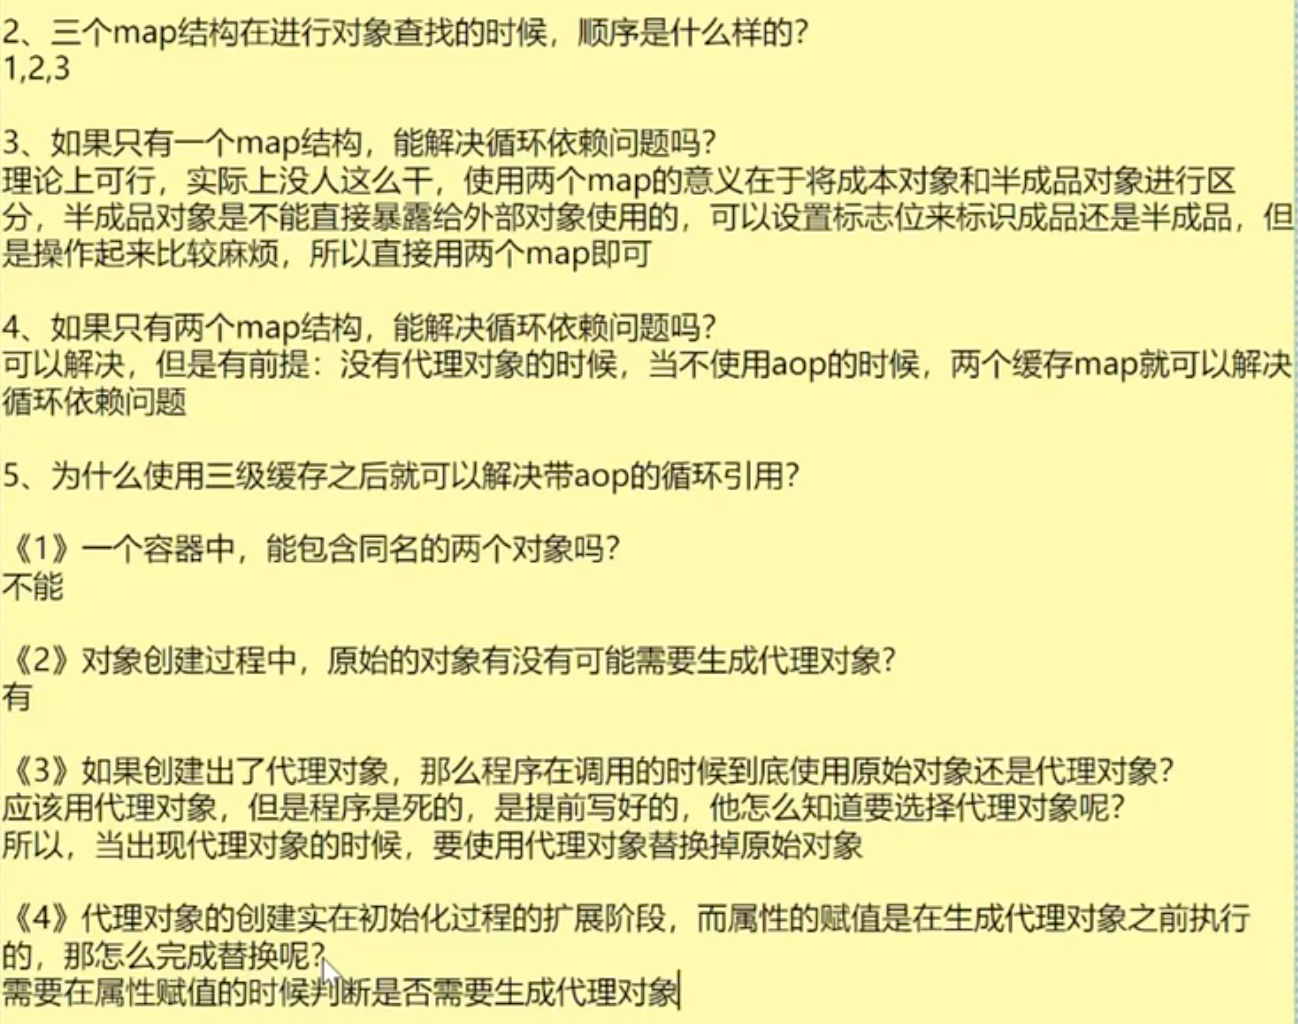 2、三个map结构在进行对象查找的时候，顺序是什么样的？
1,2,3
3、如果只有一个map结构，能解决循环依赖问题吗？
理论上可行，实际上没人这么干，使用两个map的意义在于将成本对象和半成品对象进行区
分，半成品对象是不能直接暴露给外部对象使用的，可以设置标志位来标识成品还是半成品，但
是操作起来比较麻烦，所以直接用两个map即可
4、如果只有两个map结构，能解决循环依赖问题吗？
可以解决，但是有前提：没有代理对象的时候，当不使用aop的时候，两个缓存map就可以解决
循环依赖问题
5、为什么使用三级缓存之后就可以解决带aop的循环引用？
《1》一个容器中，能包含同名的两个对象吗？
不能
《2》对象创建过程中，原始的对象有没有可能需要生成代理对象？
有
《3》如果创建出了代理对象，那么程序在调用的时候到底使用原始对象还是代理对象？
应该用代理对象，但是程序是死的，是提前写好的，他怎么知道要选择代理对象呢？
所以，当出现代理对象的时候，要使用代理对象替换掉原始对象
《4》代理对象的创建实在初始化过程的扩展阶段，而属性的赋值是在生成代理对象之前执行
的，那怎么完成替换呢？
需要在属性赋值的时候判断是否需要生成代理对象